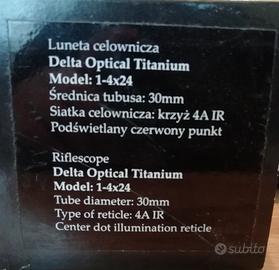 Luneta celownicza
Delta Optical Titanium
Model: 1-4x24
Średnica tubusa: 30mm
Siatka celownicza: krzyż 4A IR
Podświetlany czerwony punkt
Riflescope
Delta Optical Titanium
Model: 1-4x24
Tube diameter: 30mm
Type of reticle: 4A IR
Center dot illumination reticle
subito